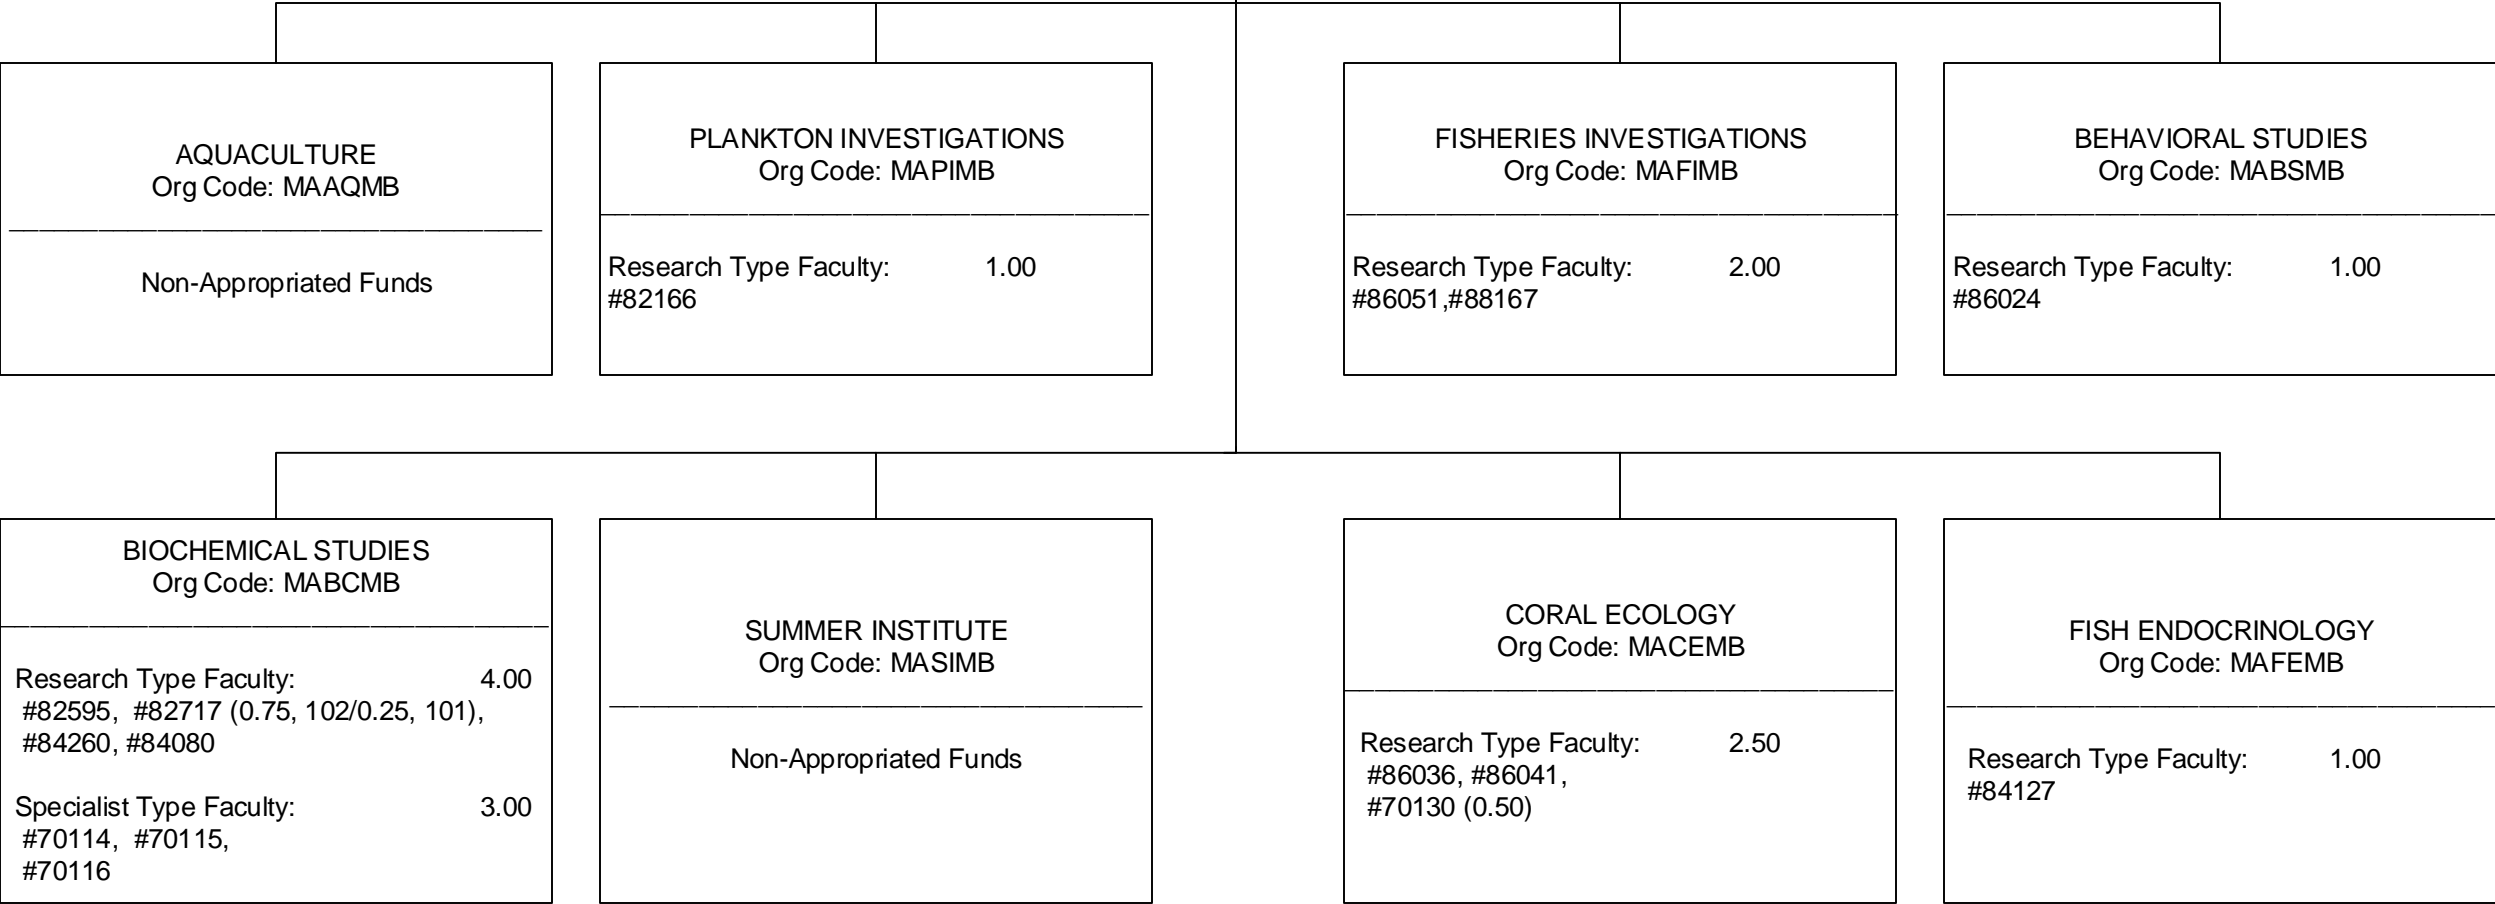 AQUACULTURE
Org Code: MAAQMB
Non-Appropriated Funds
PLANKTON INVESTIGATIONS
Org Code: MAPIMB
Research Type Faculty: 1.00
#82166
FISHERIES INVESTIGATIONS
Org Code: MAFIMB
Research Type Faculty: 2.00
#86051,#88167
BEHAVIORAL STUDIES
Org Code: MABSMB
Research Type Faculty: 1.00
#86024
BIOCHEMICAL STUDIES
Org Code: MABCMB
Research Type Faculty: 4.00
#82595, #82717 (0.75, 102/0.25, 101),
#84260, #84080
Specialist Type Faculty: 3.00
#70114, #70115,
#70116
SUMMER INSTITUTE
Org Code: MASIMB
Non-Appropriated Funds
CORAL ECOLOGY
Org Code: MACEMB
Research Type Faculty: 2.50
#86036, #86041,
#70130 (0.50)
FISH ENDOCRINOLOGY
Org Code: MAFEMB
Research Type Faculty: 1.00
#84127